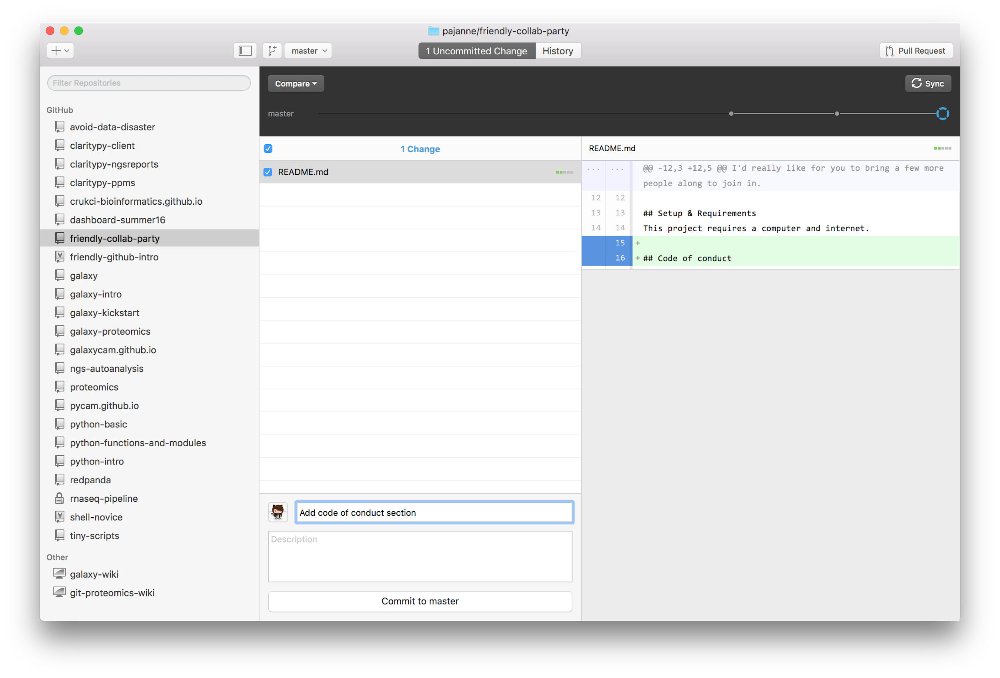 pajanne/friendly-collab-party
master
1 Uncommitted Change
History
Pull Request
Filter Repositories
GitHub
avoid-data-disaster
claritypy-client
claritypy-ngsreports
claritypy-ppms
crukci-bioinformatics.github.io
dashboard-summer16
friendly-collab-party
friendly-github-intro
galaxy
galaxy-intro
galaxy-kickstart
galaxy-proteomics
galaxycam.github.io
ngs-autoanalysis
proteomics
pycam.github.io
python-basic
python-functions-and-modules
python-intro
redpanda
rnaseq-pipeline
shell-novice
tiny-scripts
Other
galaxy-wiki
git-proteomics-wiki
Compare
Sync
master
1 Change
README.md
Add code of conduct section
Description
Commit to master
README.md
... ... @@ -12,3 +12,5 @@ I'd really like for you to bring a few more
people along to join in.
12 12
13 13 ## Setup & Requirements
14 14 This project requires a computer and internet.
15 +
16 + ## Code of conduct